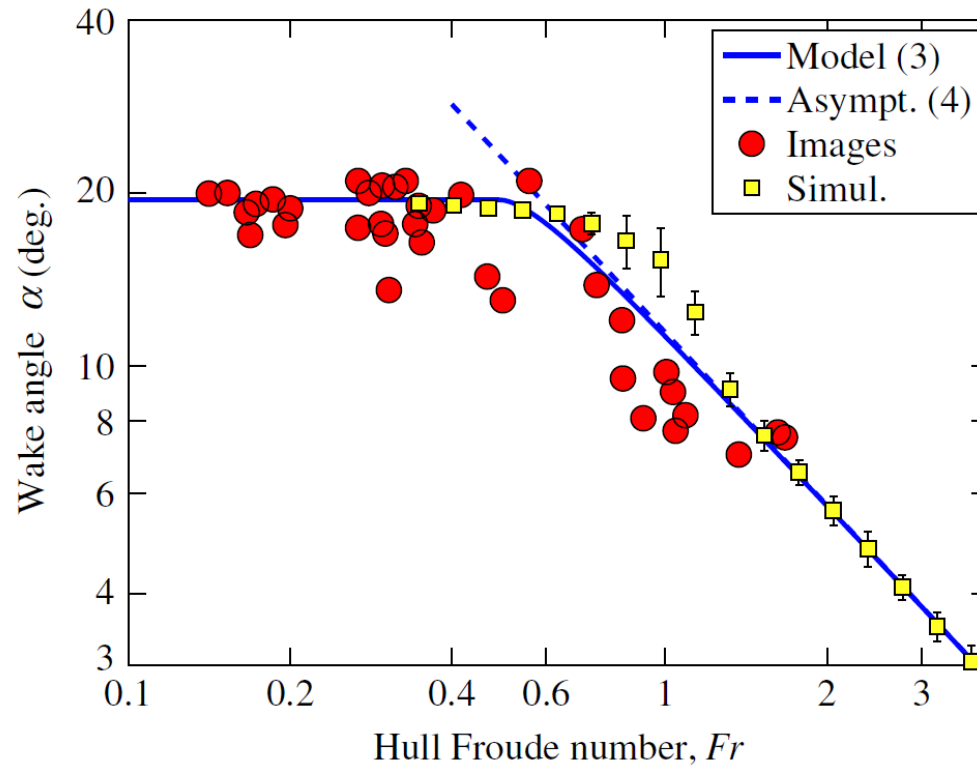 Model (3)
Asympt. (4)
Images
Simul.
40
20
10
8
6
4
3
Wake angle α (deg.)
0.1 0.2 0.4 0.6 1 2 3
Hull Froude number, Fr